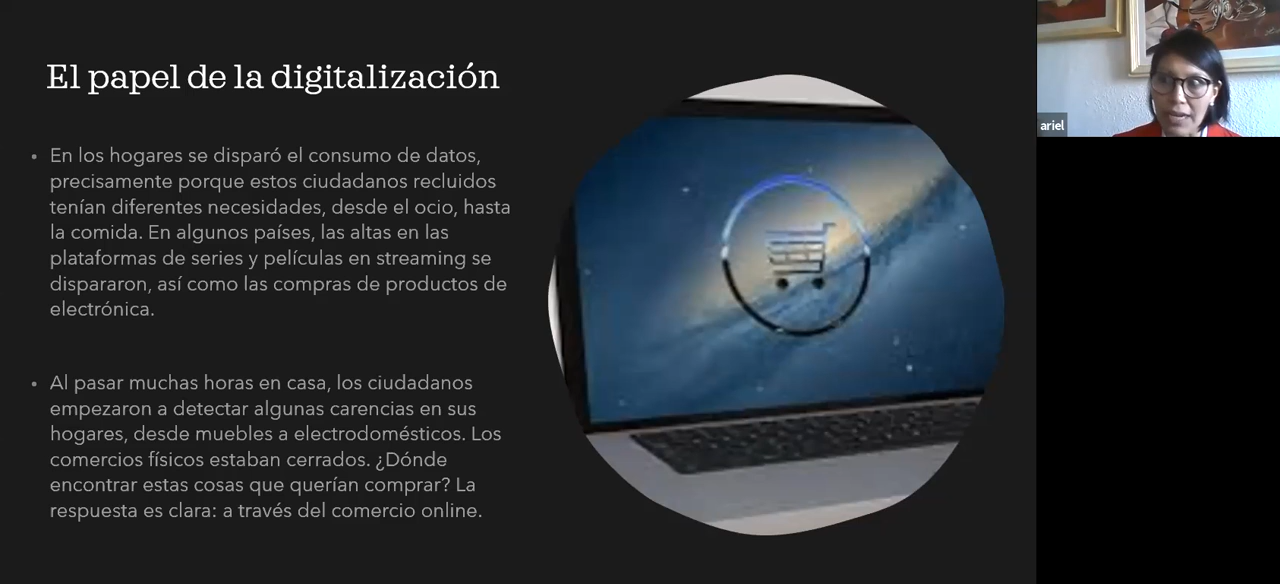 El papel de la digitalización
• En los hogares se disparó el consumo de datos,
precisamente porque estos ciudadanos recluidos
tenían diferentes necesidades, desde el ocio, hasta
la comida. En algunos países, las altas en las
plataformas de series y películas en streaming se
dispararon, así como las compras de productos de
electrónica.
• Al pasar muchas horas en casa, los ciudadanos
empezaron a detectar algunas carencias en sus
hogares, desde muebles a electrodomésticos. Los
comercios físicos estaban cerrados. ¿Dónde
encontrar estas cosas que querían comprar? La
respuesta es clara: a través del comercio online.
ariel